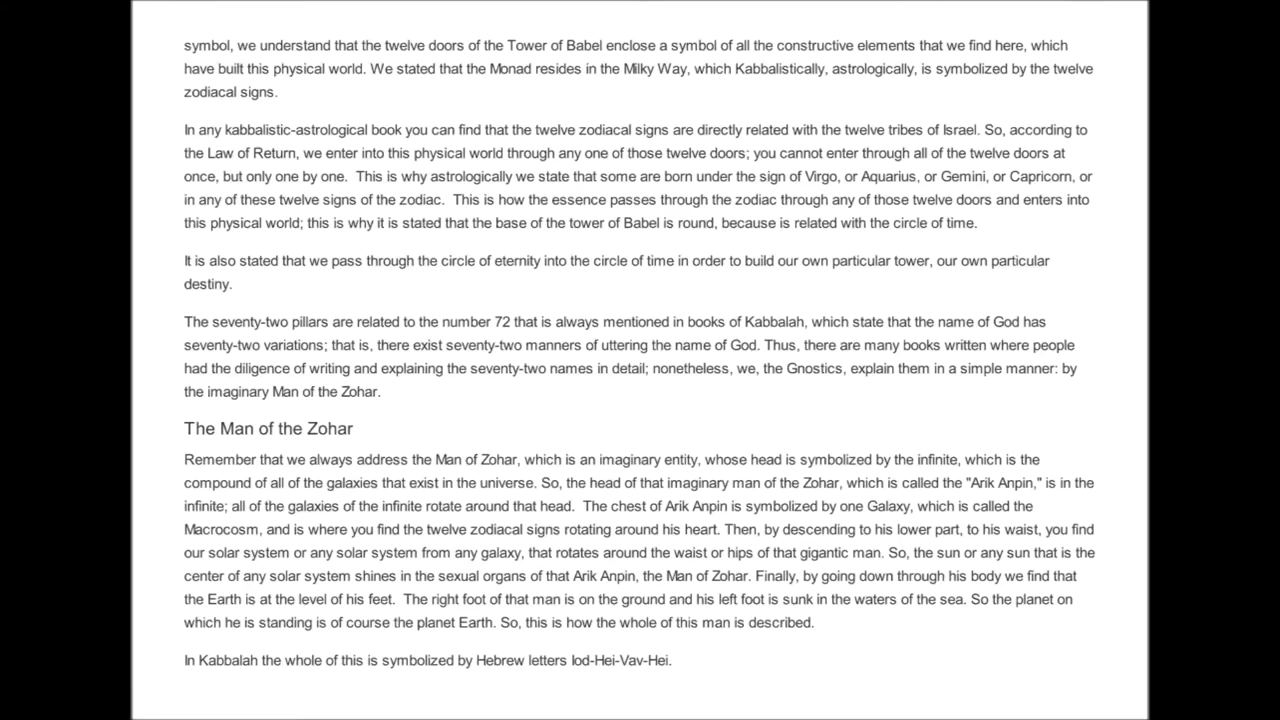 symbol, we understand that the twelve doors of the Tower of Babel enclose a symbol of all the constructive elements that we find here, which
have built this physical world. We stated that the Monad resides in the Milky Way, which Kabbalistically, astrologically, is symbolized by the twelve
zodiacal signs.
In any kabbalistic-astrological book you can find that the twelve zodiacal signs are directly related with the twelve tribes of Israel. So, according to
the Law of Return, we enter into this physical world through any one of those twelve doors; you cannot enter through all of the twelve doors at
once, but only one by one.  This is why astrologically we state that some are born under the sign of Virgo, or Aquarius, or Gemini, or Capricorn, or
in any of these twelve signs of the zodiac.  This is how the essence passes through the zodiac through any of those twelve doors and enters into
this physical world; this is why it is stated that the base of the tower of Babel is round, because is related with the circle of time.
It is also stated that we pass through the circle of eternity into the circle of time in order to build our own particular tower, our own particular
destiny.
The seventy-two pillars are related to the number 72 that is always mentioned in books of Kabbalah, which state that the name of God has
seventy-two variations; that is, there exist seventy-two manners of uttering the name of God. Thus, there are many books written where people
had the diligence of writing and explaining the seventy-two names in detail; nonetheless, we, the Gnostics, explain them in a simple manner: by
the imaginary Man of the Zohar.
The Man of the Zohar
Remember that we always address the Man of Zohar, which is an imaginary entity, whose head is symbolized by the infinite, which is the
compound of all of the galaxies that exist in the universe. So, the head of that imaginary man of the Zohar, which is called the "Arik Anpin," is in the
infinite; all of the galaxies of the infinite rotate around that head.  The chest of Arik Anpin is symbolized by one Galaxy, which is called the
Macrocosm, and is where you find the twelve zodiacal signs rotating around his heart. Then, by descending to his lower part, to his waist, you find
our solar system or any solar system from any galaxy, that rotates around the waist or hips of that gigantic man. So, the sun or any sun that is the
center of any solar system shines in the sexual organs of that Arik Anpin, the Man of Zohar. Finally, by going down through his body we find that
the Earth is at the level of his feet.  The right foot of that man is on the ground and his left foot is sunk in the waters of the sea. So the planet on
which he is standing is of course the planet Earth. So, this is how the whole of this man is described.
In Kabbalah the whole of this is symbolized by Hebrew letters Iod-Hei-Vav-Hei.